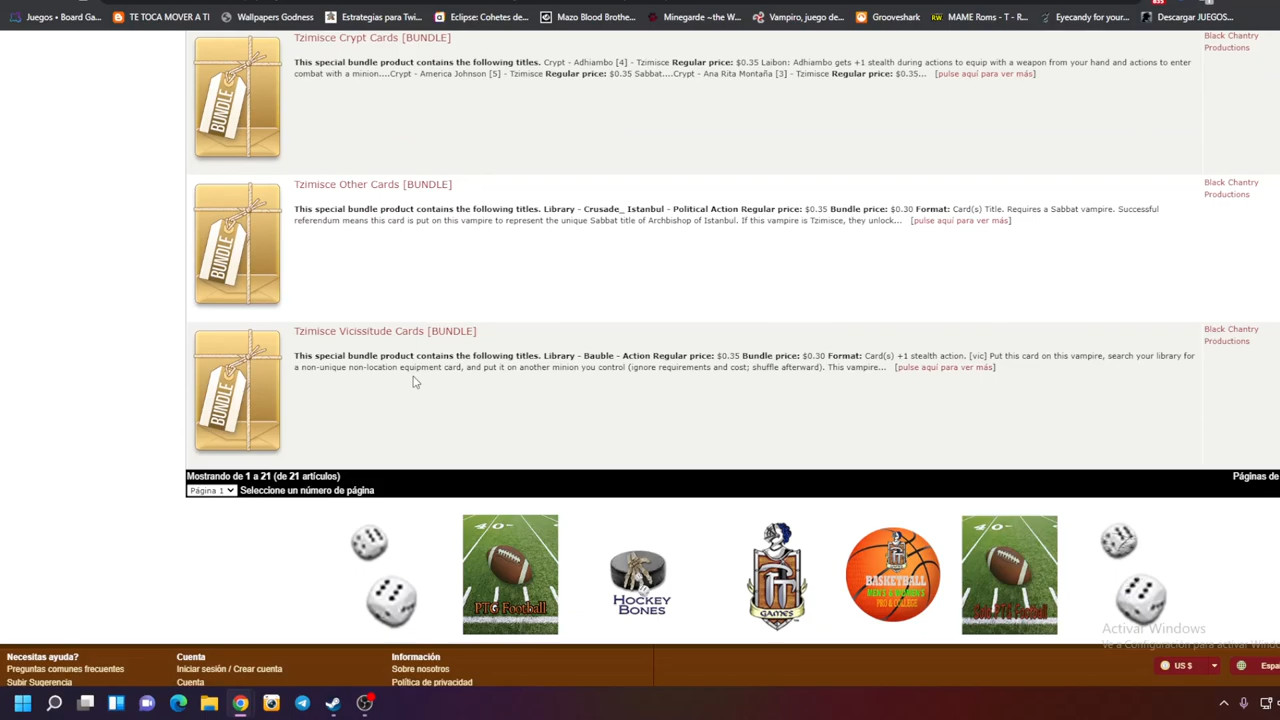 Juegos • Board Ga...
TE TOCA MOVER A TI
Wallpapers Godness
Estrategias para Twi...
Eclipse: Cohetes de...
Mazo Blood Brothe...
Minegarde ~the W...
Vampiro, juego de...
Grooveshark
MAME Roms - T - R...
Eyecandy for your...
Descargar JUEGOS...
Tzimisce Crypt Cards [BUNDLE]
This special bundle product contains the following titles. Crypt - Adhiambo [4] - Tzimisce Regular price: $0.35 Laibon: Adhiambo gets +1 stealth during actions to equip with a weapon from your hand and actions to enter
combat with a minion....Crypt - America Johnson [5] - Tzimisce Regular price: $0.35 Sabbat....Crypt - Ana Rita Montaña [3] - Tzimisce Regular price: $0.35... [pulse aquí para ver más]
Black Chantry
Productions
BUNDLE
Tzimisce Other Cards [BUNDLE]
This special bundle product contains the following titles. Library - Crusade_ Istanbul - Political Action Regular price: $0.35 Bundle price: $0.30 Format: Card(s) Title. Requires a Sabbat vampire. Successful
referendum means this card is put on this vampire to represent the unique Sabbat title of Archbishop of Istanbul. If this vampire is Tzimisce, they unlock... [pulse aquí para ver más]
Black Chantry
Productions
BUNDLE
Tzimisce Vicissitude Cards [BUNDLE]
This special bundle product contains the following titles. Library - Bauble - Action Regular price: $0.35 Bundle price: $0.30 Format: Card(s) +1 stealth action. [vic] Put this card on this vampire, search your library for
a non-unique non-location equipment card, and put it on another minion you control (ignore requirements and cost; shuffle afterward). This vampire... [pulse aquí para ver más]
Black Chantry
Productions
BUNDLE
Mostrando de 1 a 21 (de 21 artículos)
Páginas de
Página 1 Seleccione un número de página
PTG Football
HOCKEY
BONES
GAMES
BASKETBALL
MEN'S & WOMEN'S
PRO & COLLEGE
Activar Windows
Ve a Configuración para activar Wind
Necesitas ayuda?
Preguntas comunes frecuentes
Subir Sugerencia
Cuenta
Iniciar sesión / Crear cuenta
Cuenta
Información
Sobre nosotros
Política de privacidad
US $
Espa